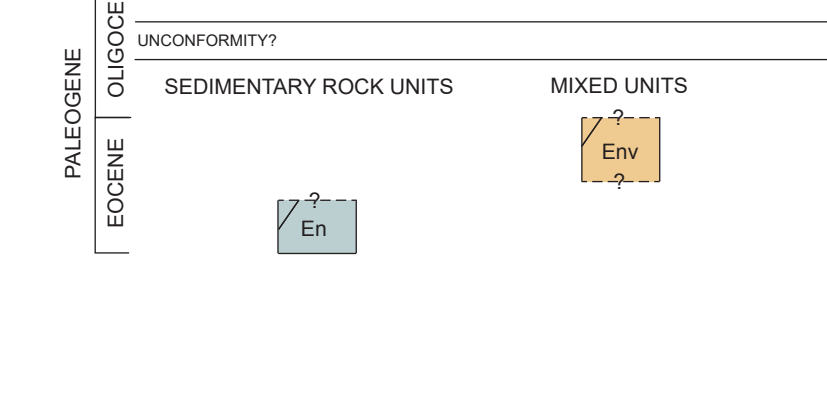 PALEOGENE
OLIGOCE
EOCENE
UNCONFORMITY?
SEDIMENTARY ROCK UNITS
MIXED UNITS
?
Env
?
?
En